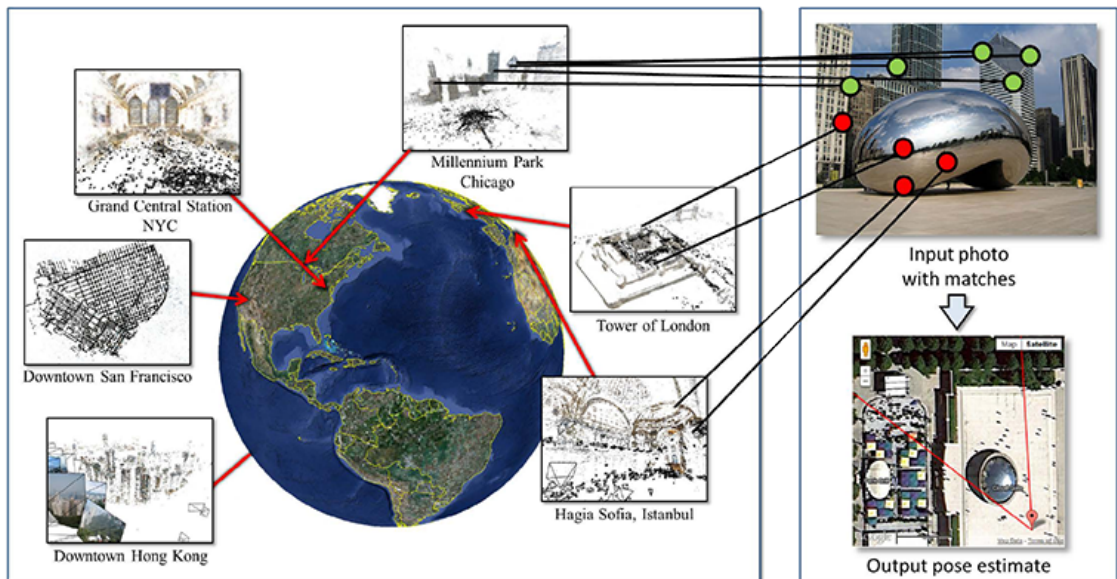 Millennium Park
Chicago
Grand Central Station
NYC
Tower of London
Downtown San Francisco
Hagia Sofia, Istanbul
Downtown Hong Kong
Input photo
with matches
Map
Satellite
Output pose estimate